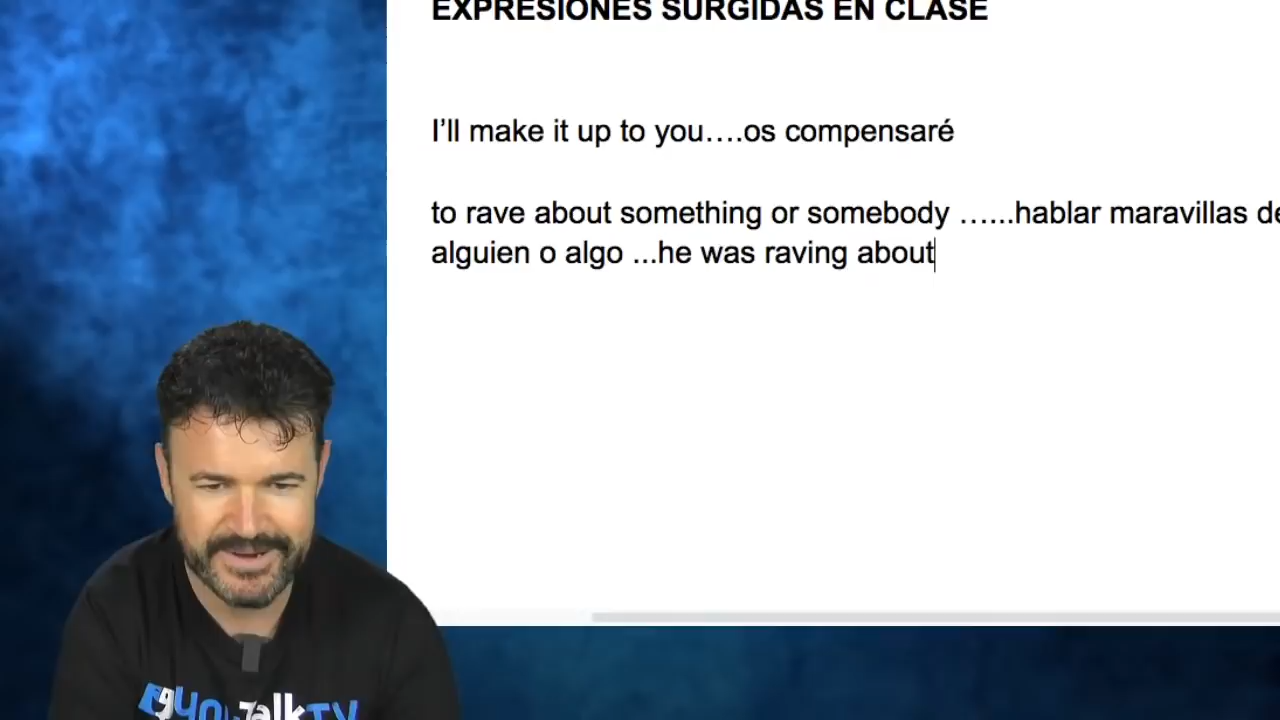 EXPRESIONES SURGIDAS EN CLASE
I’ll make it up to you….os compensaré
to rave about something or somebody …...hablar maravillas de
alguien o algo ...he was raving about
youTalkTV